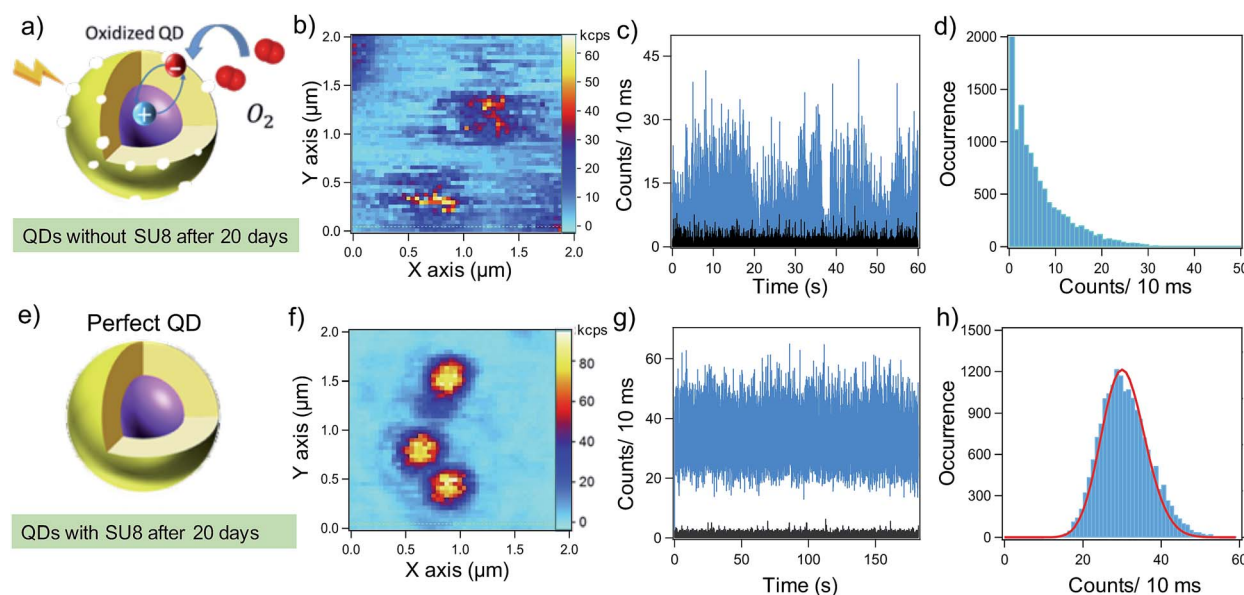 a)
Oxidized QD
−
+
O₂
QDs without SU8 after 20 days
b)
kcps
60
50
40
30
20
10
0
2.0
1.5
1.0
0.5
0.0
Y axis (µm)
0.0 0.5 1.0 1.5 2.0
X axis (µm)
c)
45
30
15
0
Counts/ 10 ms
0 10 20 30 40 50 60
Time (s)
d)
2000
1500
1000
500
0
Occurrence
0 10 20 30 40 50
Counts/ 10 ms
e)
Perfect QD
QDs with SU8 after 20 days
f)
kcps
80
60
40
20
0
2.0
1.5
1.0
0.5
0.0
Y axis (µm)
0.0 0.5 1.0 1.5 2.0
X axis (µm)
g)
60
40
20
0
Counts/ 10 ms
0 50 100 150
Time (s)
h)
1500
1200
900
600
300
0
Occurrence
0 20 40 60
Counts/ 10 ms